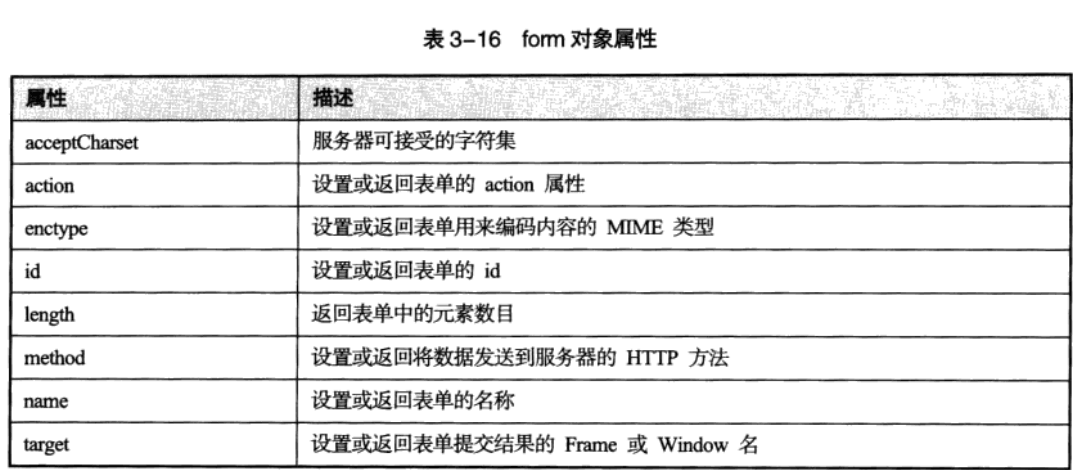 表 3-16 form 对象属性
属性 描述
acceptCharset 服务器可接受的字符集
action 设置或返回表单的 action 属性
enctype 设置或返回表单用来编码内容的 MIME 类型
id 设置或返回表单的 id
length 返回表单中的元素数目
method 设置或返回将数据发送到服务器的 HTTP 方法
name 设置或返回表单的名称
target 设置或返回表单提交结果的 Frame 或 Window 名